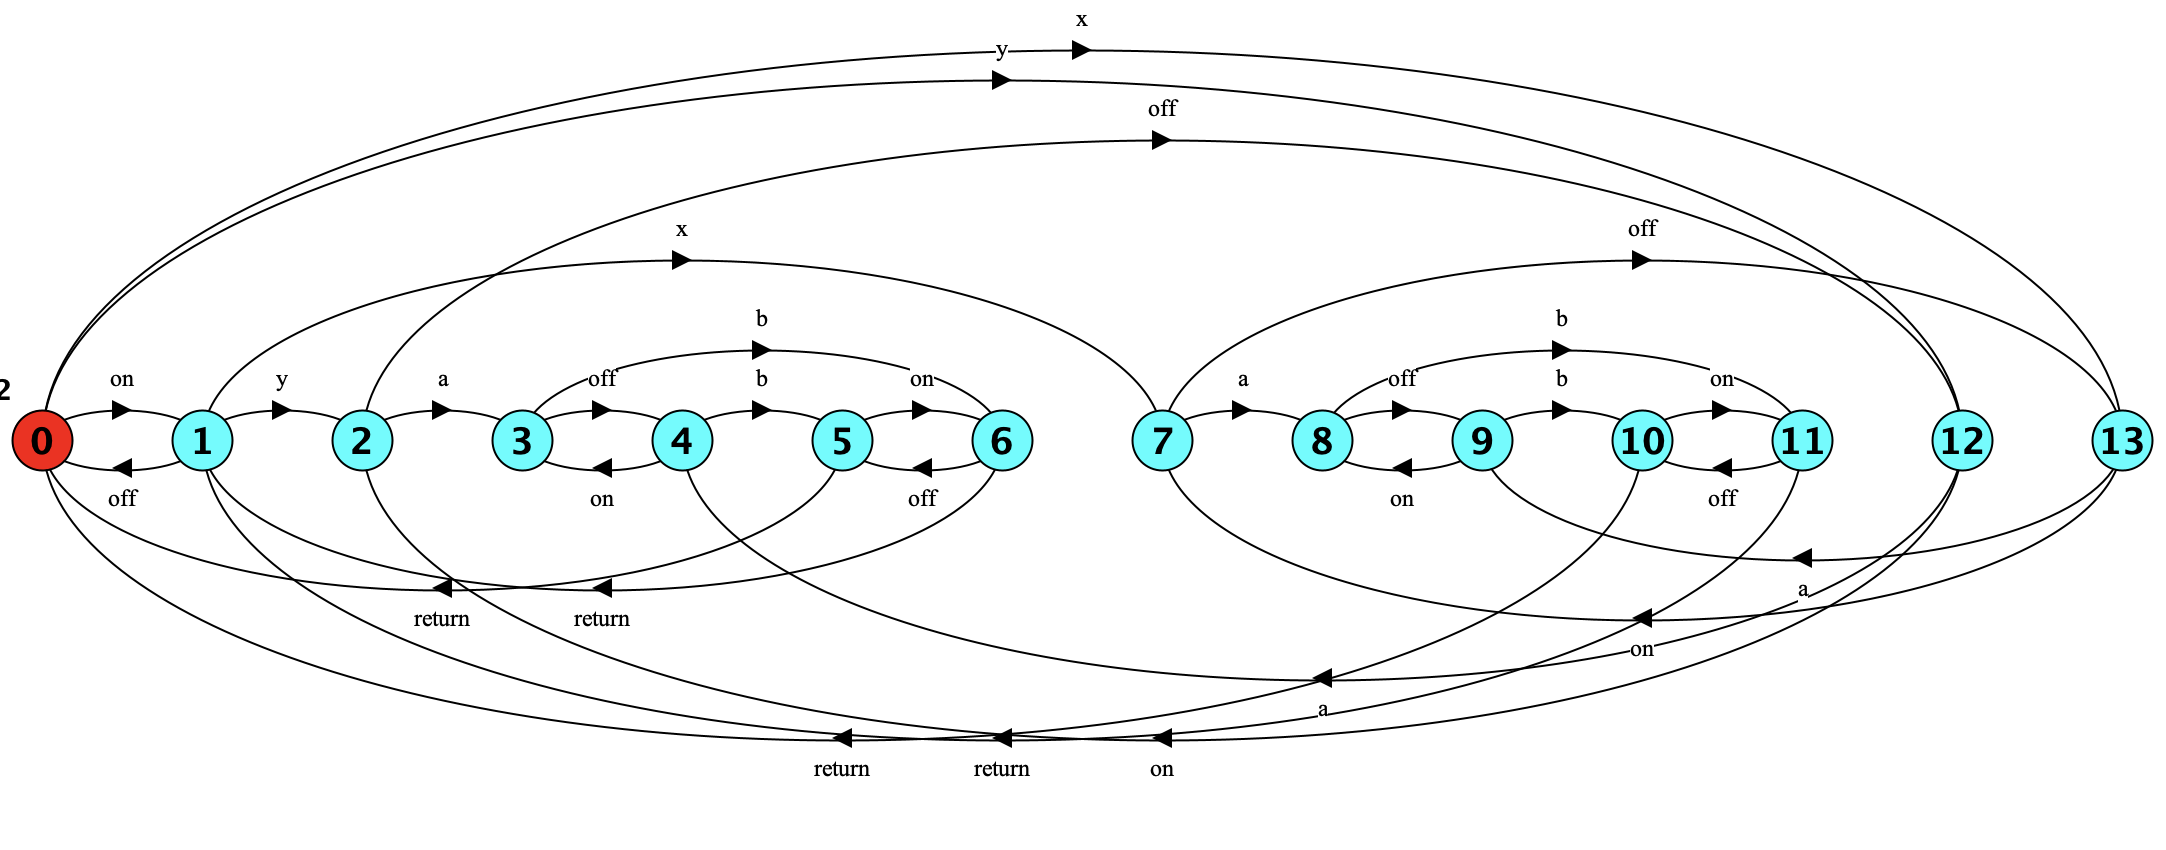 x
y
off
x
off
b
b
2
on
y
a
off
b
on
a
off
b
on
0 1 2 3 4 5 6 7 8 9 10 11 12 13
off
on
off
on
off
a
return
return
on
a
return
return
on